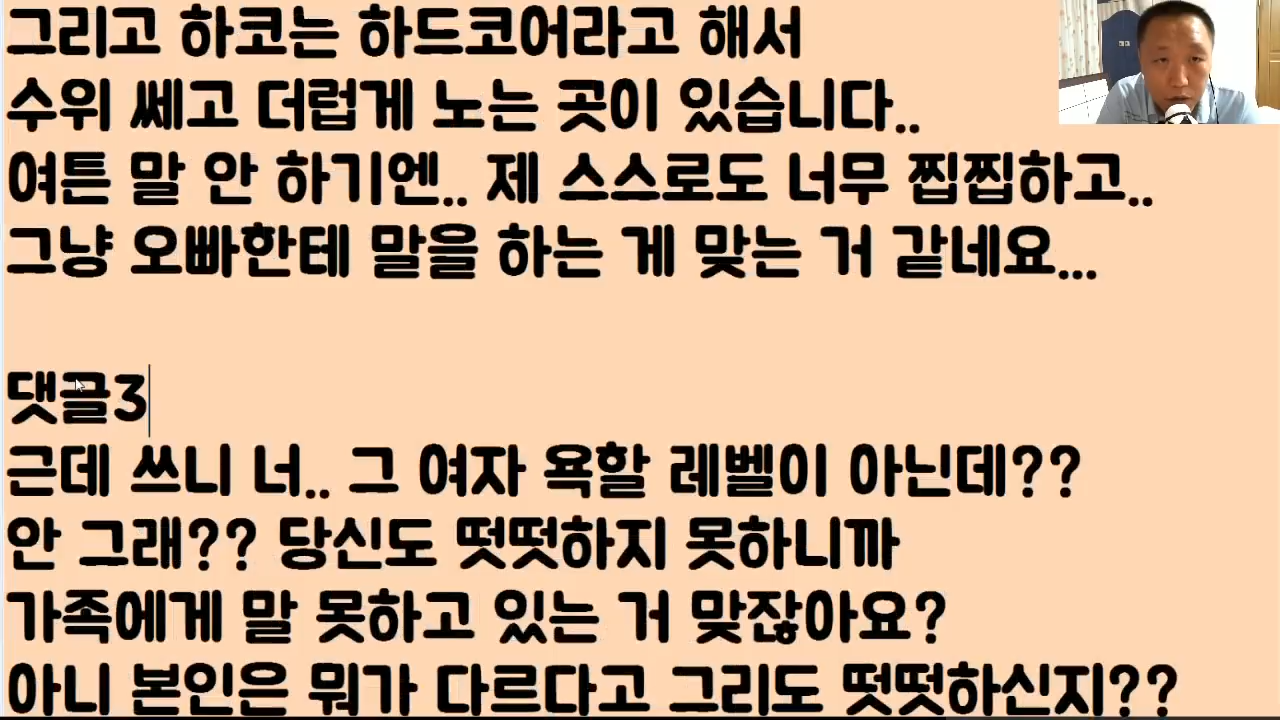 그리고 하코는 하드코어라고 해서
수위 쎄고 더럽게 노는 곳이 있습니다..
여튼 말 안 하기엔.. 제 스스로도 너무 찝찝하고..
그냥 오빠한테 말을 하는 게 맞는 거 같네요...
댓글3
근데 쓰니 너.. 그 여자 욕할 레벨이 아닌데??
안 그래?? 당신도 떳떳하지 못하니까
가족에게 말 못하고 있는 거 맞잖아요?
아니 본인은 뭐가 다르다고 그리도 떳떳하신지??